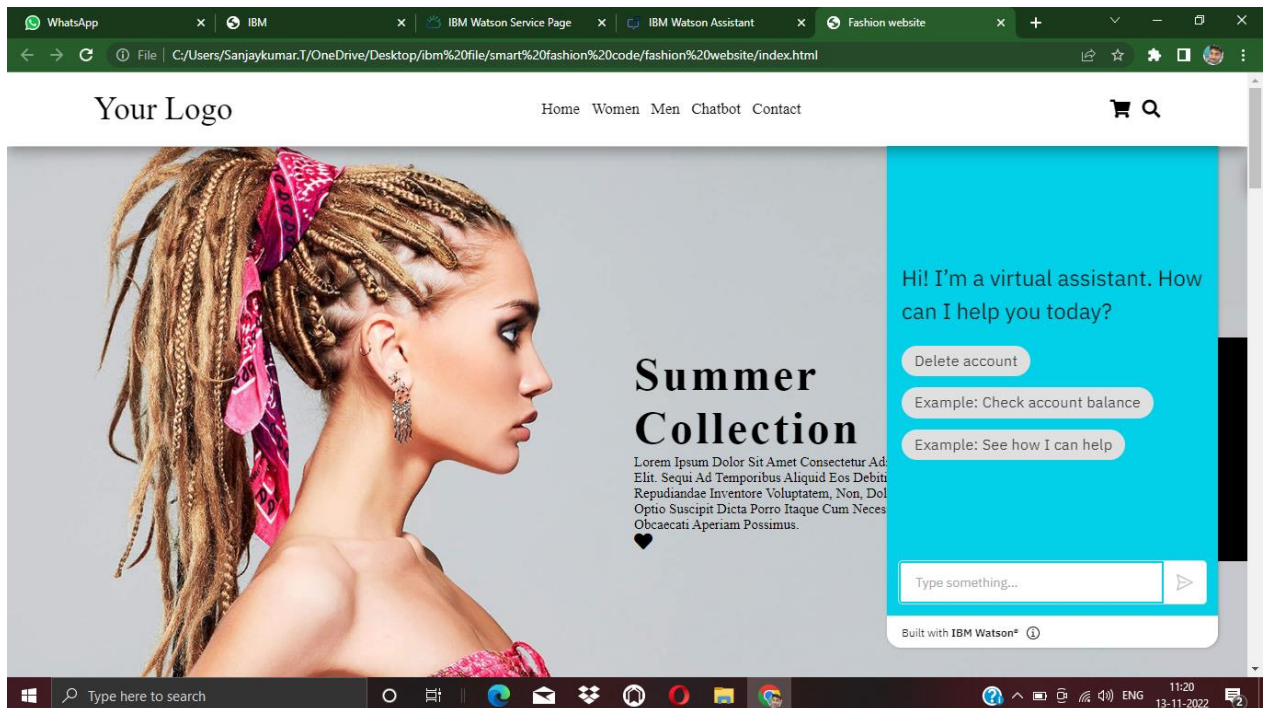 WhatsApp
IBM
IBM Watson Service Page
IBM Watson Assistant
Fashion website
File | C:/Users/Sanjaykumar.T/OneDrive/Desktop/ibm%20file/smart%20fashion%20code/fashion%20website/index.html
Your Logo
Home Women Men Chatbot Contact
Summer
Collection
Lorem Ipsum Dolor Sit Amet Consectetur Ad
Elit. Sequi Ad Temporibus Aliquid Eos Debiti
Repudiandae Inventore Voluptatem, Non, Dol
Optio Suscipit Dicta Porro Itaque Cum Neces
Obcaecati Aperiam Possimus.
Hi! I’m a virtual assistant. How
can I help you today?
Delete account
Example: Check account balance
Example: See how I can help
Type something...
Built with IBM Watson®
Type here to search
ENG
11:20
13-11-2022
2